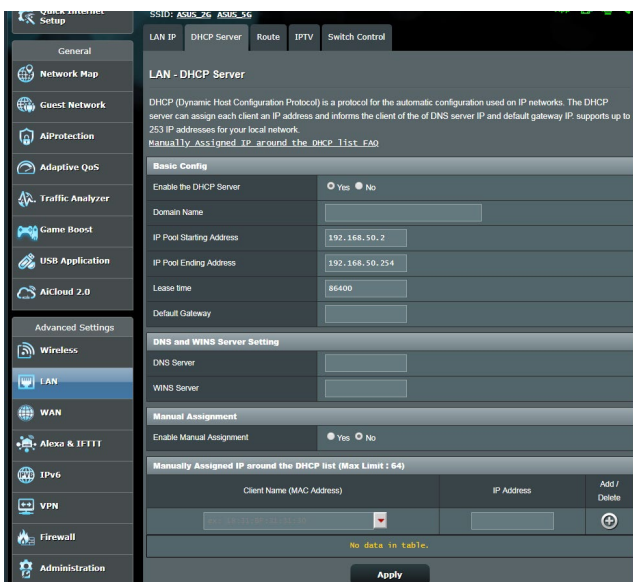 Quick Internet
Setup
SSID: ASUS_2G ASUS_5G
General
Network Map
Guest Network
AiProtection
Adaptive QoS
Traffic Analyzer
Game Boost
USB Application
AiCloud 2.0
Advanced Settings
Wireless
LAN
WAN
Alexa & IFTTT
IPv6
VPN
Firewall
Administration
LAN IP DHCP Server Route IPTV Switch Control
LAN - DHCP Server
DHCP (Dynamic Host Configuration Protocol) is a protocol for the automatic configuration used on IP networks. The DHCP
server can assign each client an IP address and informs the client of the of DNS server IP and default gateway IP. supports up to
253 IP addresses for your local network.
Manually Assigned IP around the DHCP list FAQ
Basic Config
Enable the DHCP Server Yes No
Domain Name
IP Pool Starting Address 192.168.50.2
IP Pool Ending Address 192.168.50.254
Lease time 86400
Default Gateway
DNS and WINS Server Setting
DNS Server
WINS Server
Manual Assignment
Enable Manual Assignment Yes No
Manually Assigned IP around the DHCP list (Max Limit : 64)
Client Name (MAC Address) IP Address Add /
Delete
No data in table.
Apply